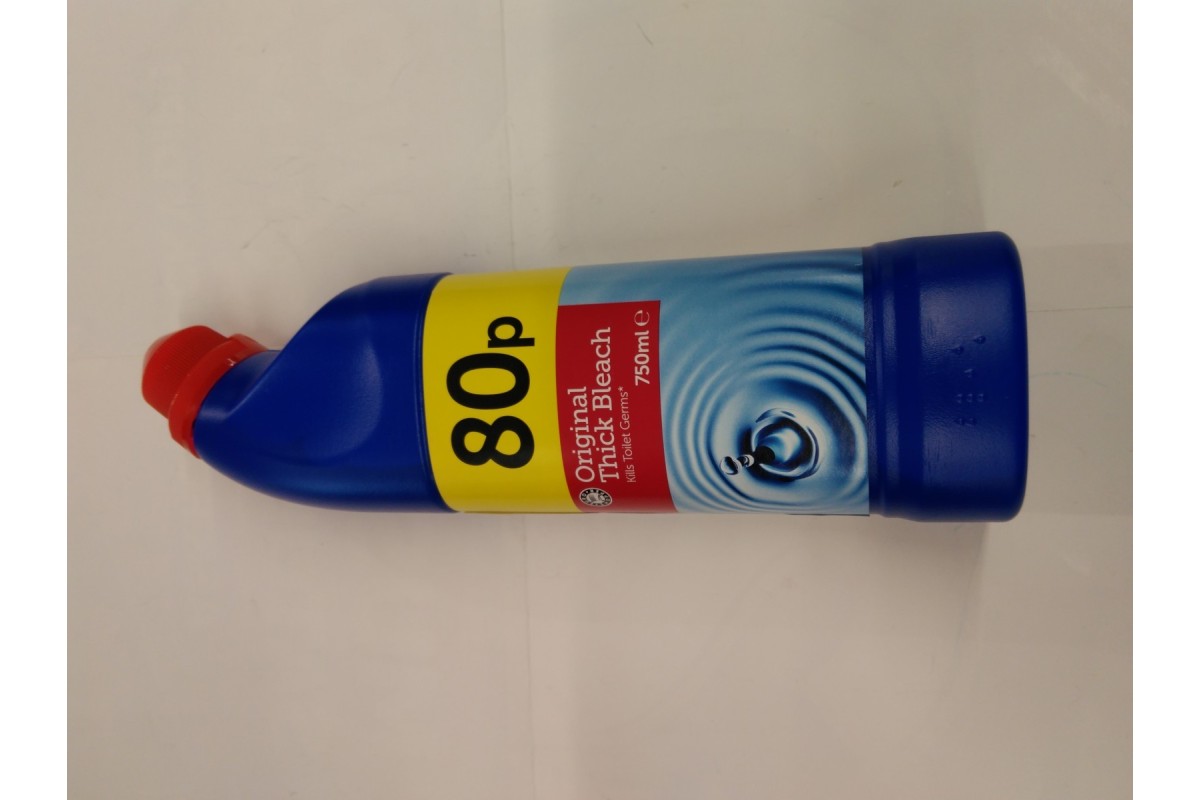 80p
Original
Thick Bleach
Kills Toilet Germs*
750ml e